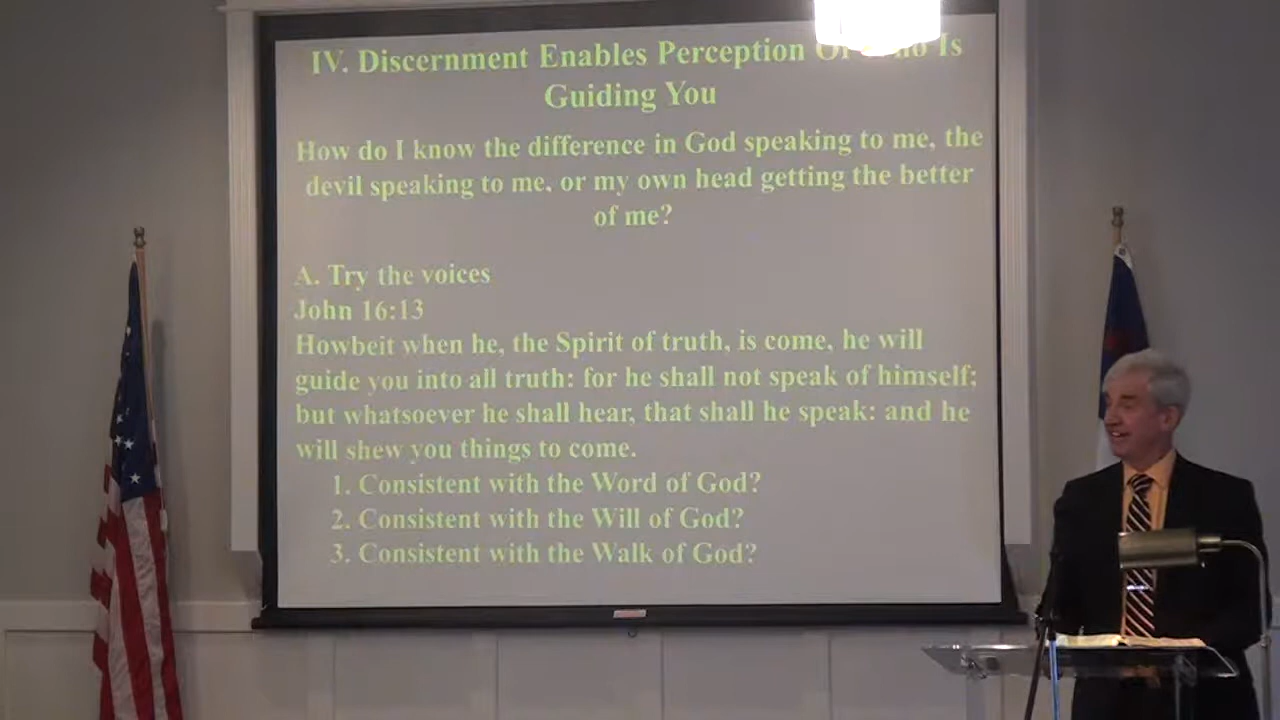 IV. Discernment Enables Perception Is
Guiding You
How do I know the difference in God speaking to me, the
devil speaking to me, or my own head getting the better
of me?
A. Try the voices
John 16:13
Howbeit when he, the Spirit of truth, is come, he will
guide you into all truth: for he shall not speak of himself;
but whatsoever he shall hear, that shall he speak: and he
will shew you things to come.
1. Consistent with the Word of God?
2. Consistent with the Will of God?
3. Consistent with the Walk of God?